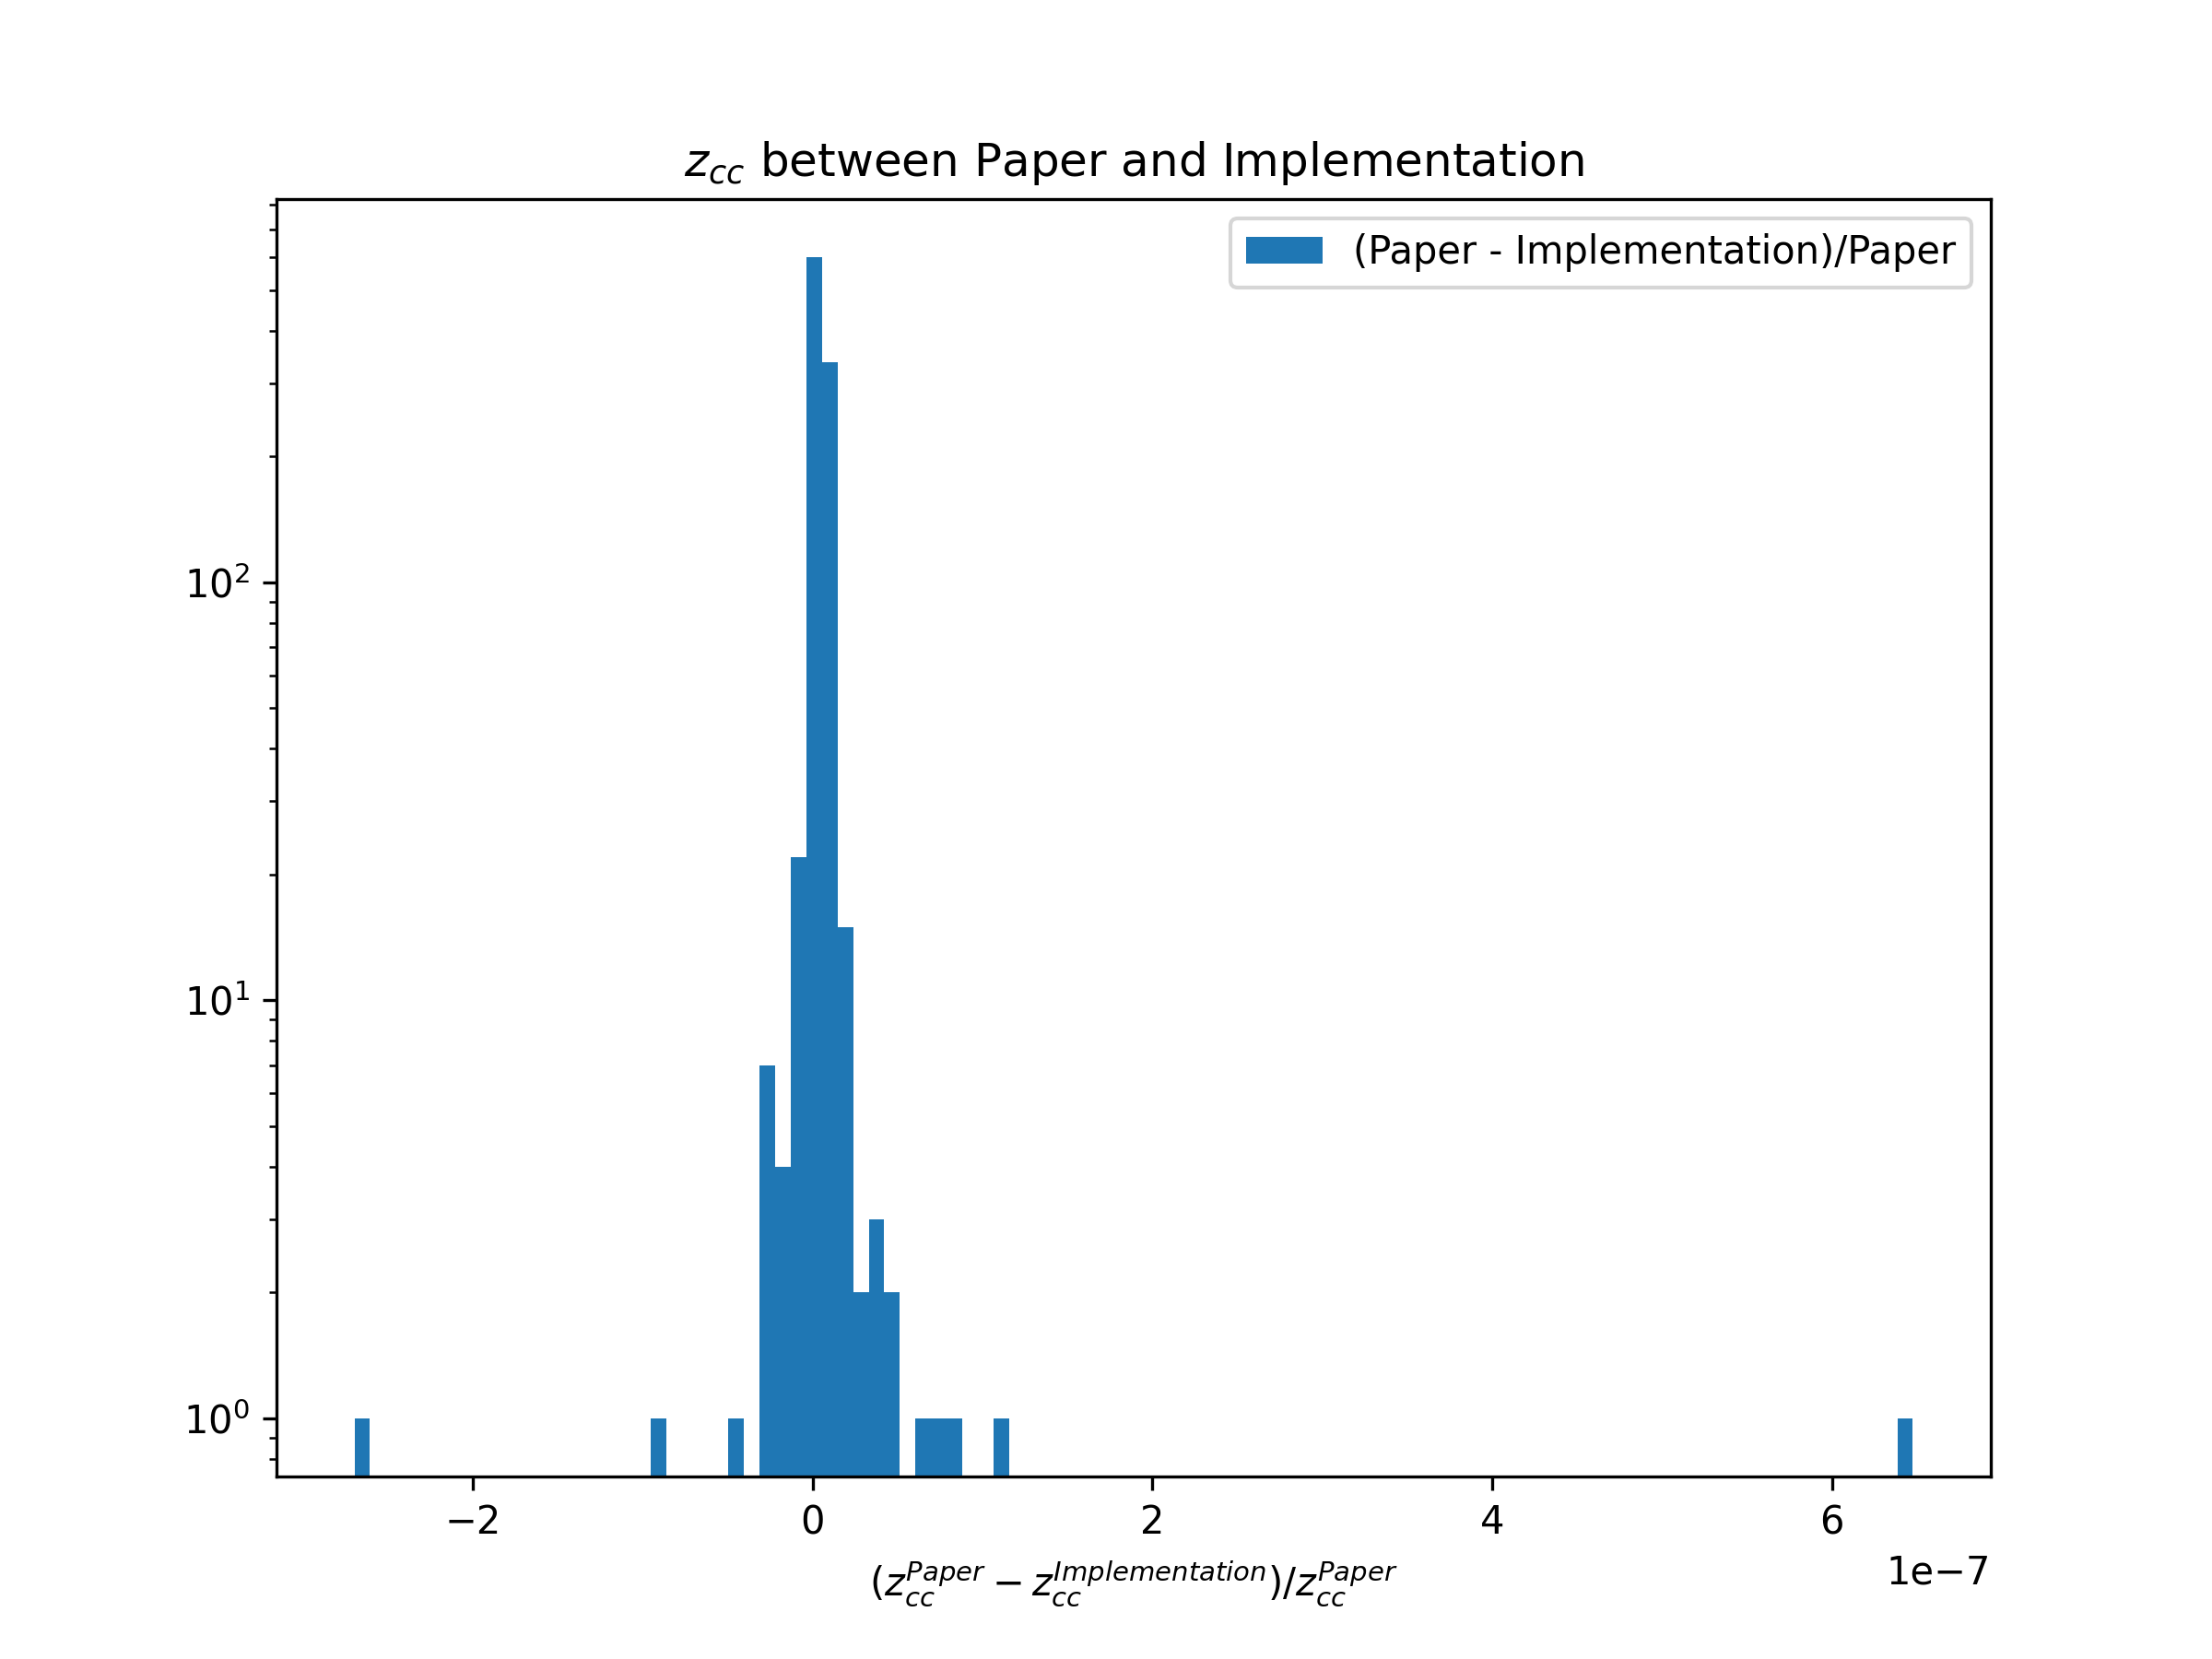 $z_{cc}$ between Paper and Implementation
(Paper - Implementation)/Paper
$10^2$
$10^1$
$10^0$
−2 0 2 4 6
1e−7
$(z_{cc}^{Paper} - z_{cc}^{Implementation})/z_{cc}^{Paper}$